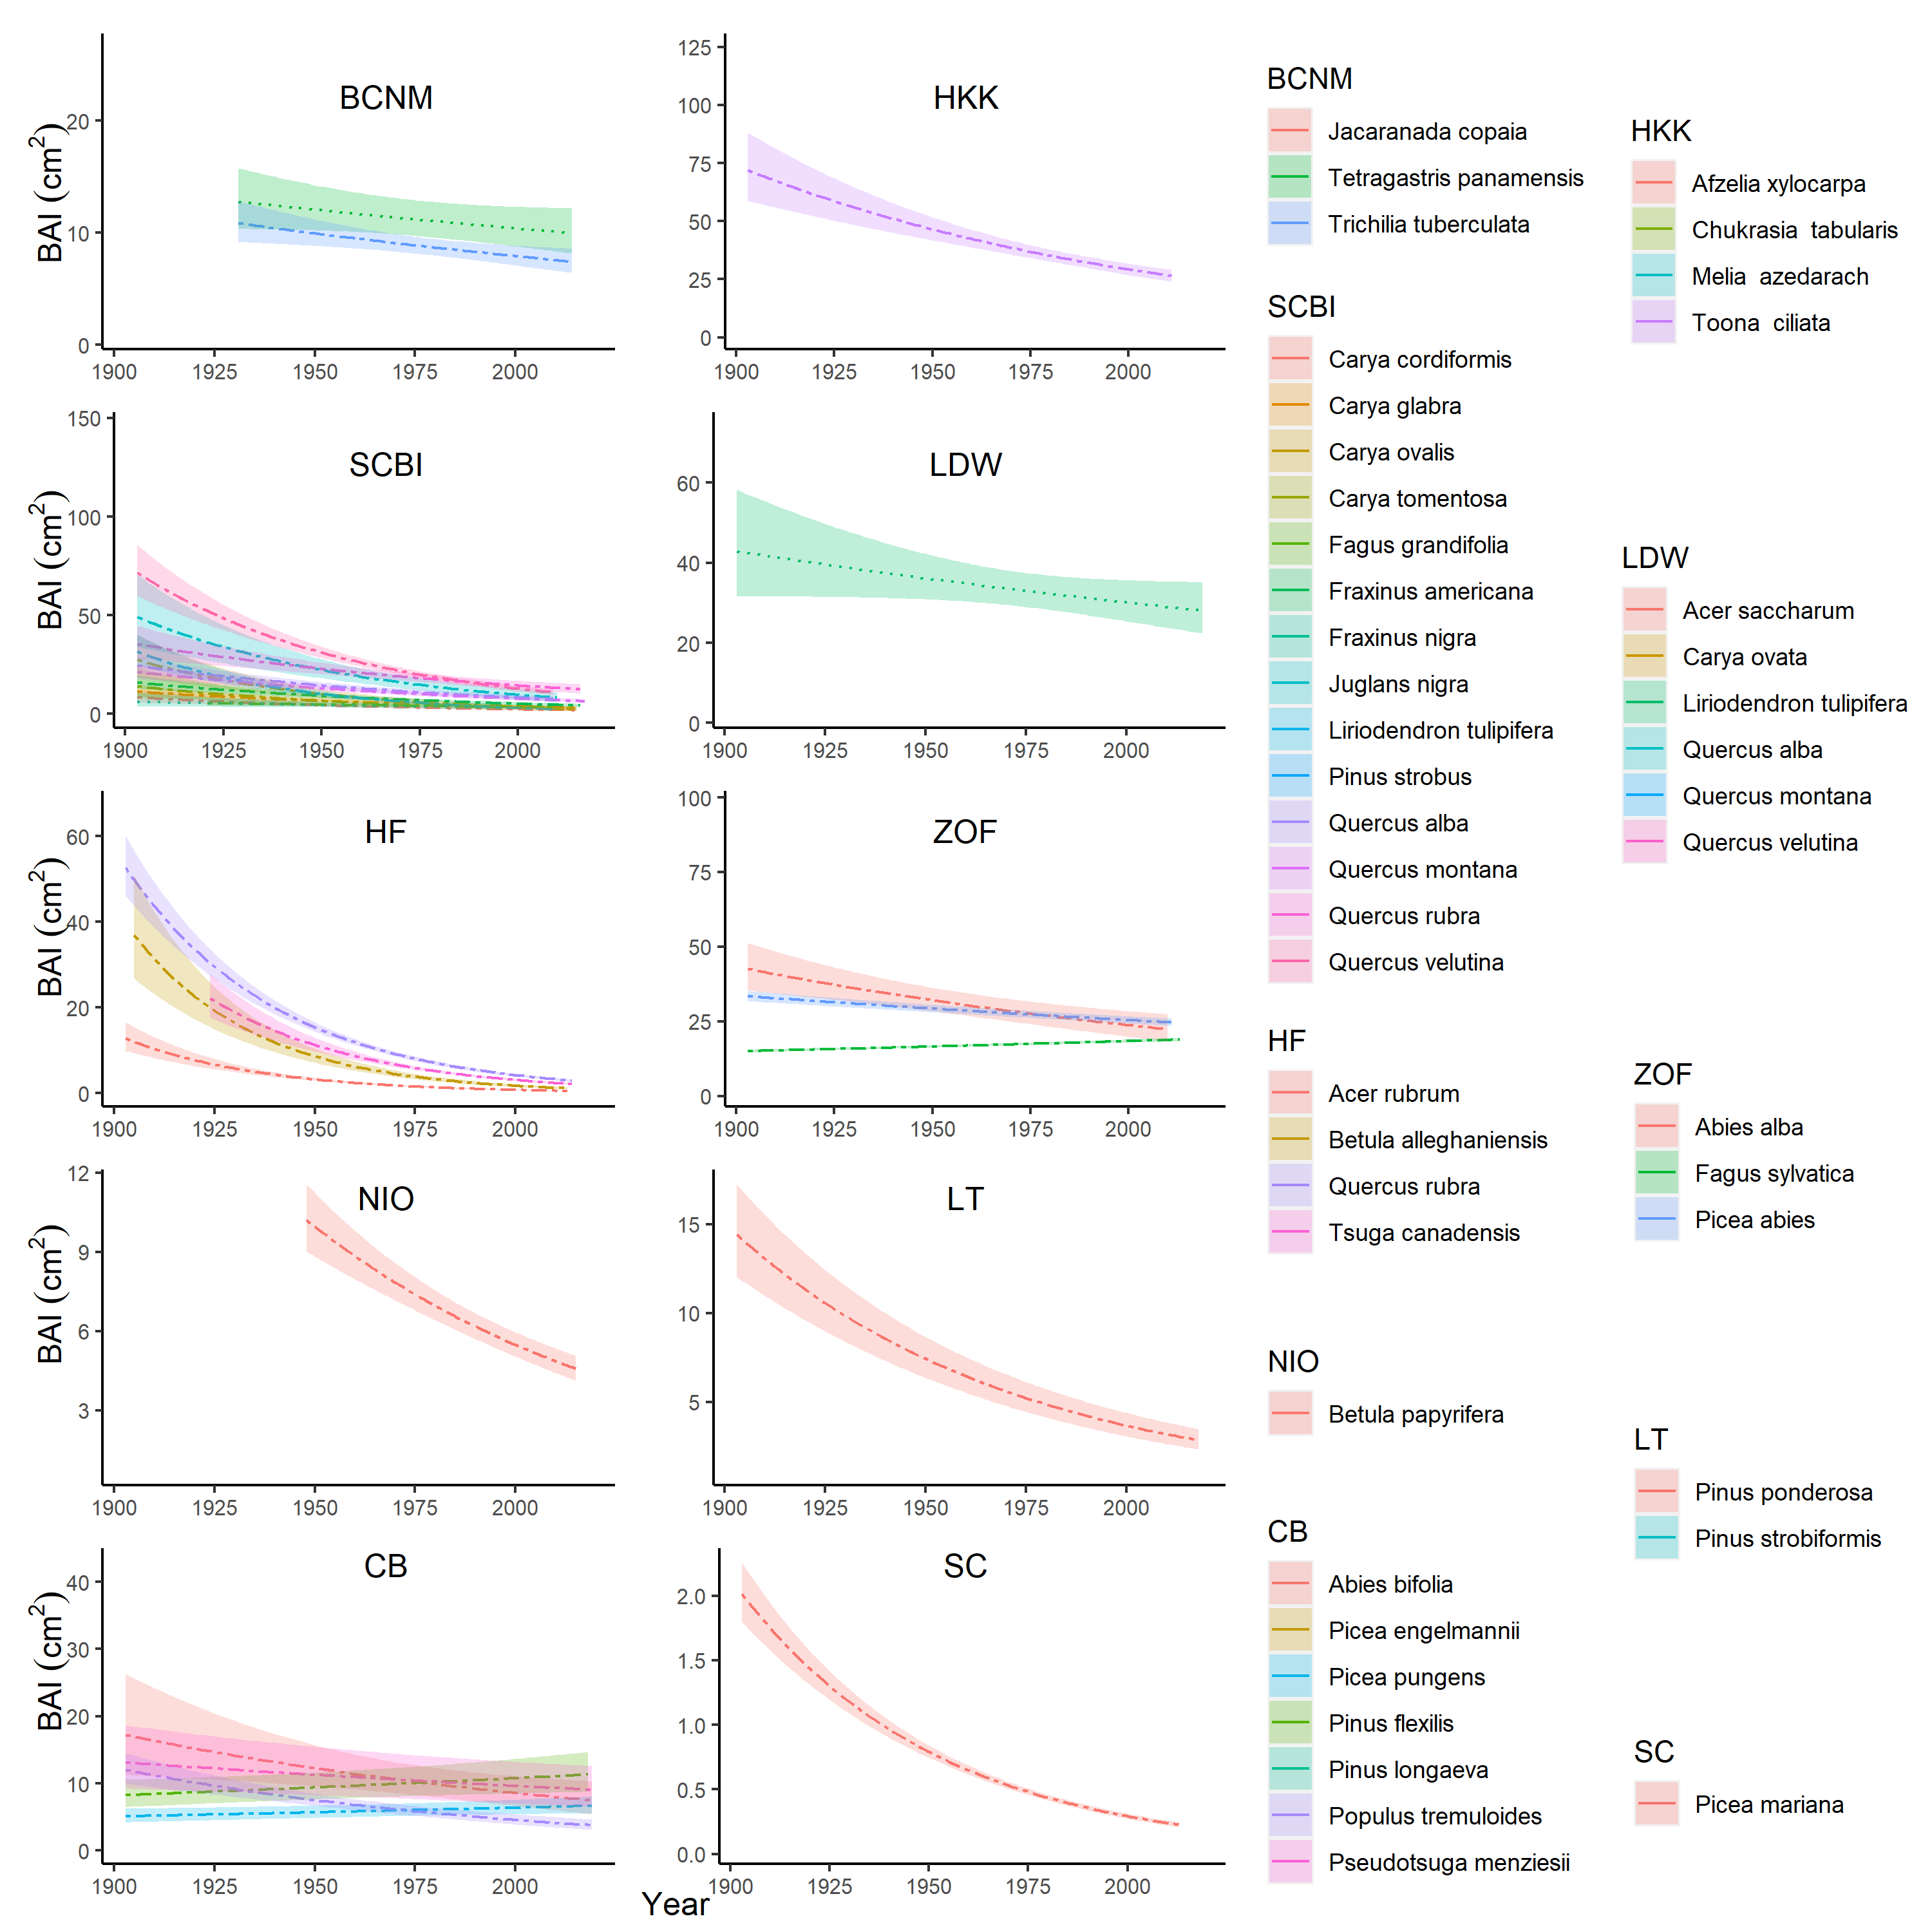 BCNM
BAI (cm2)
20
10
0
1900 1925 1950 1975 2000
HKK
125
100
75
50
25
0
1900 1925 1950 1975 2000
SCBI
BAI (cm2)
150
100
50
0
1900 1925 1950 1975 2000
LDW
60
40
20
0
1900 1925 1950 1975 2000
HF
BAI (cm2)
60
40
20
0
1900 1925 1950 1975 2000
ZOF
100
75
50
25
0
1900 1925 1950 1975 2000
NIO
BAI (cm2)
12
9
6
3
1900 1925 1950 1975 2000
LT
15
10
5
1900 1925 1950 1975 2000
CB
BAI (cm2)
40
30
20
10
0
1900 1925 1950 1975 2000
SC
2.0
1.5
1.0
0.5
0.0
1900 1925 1950 1975 2000
Year
BCNM
Jacaranada copaia
Tetragastris panamensis
Trichilia tuberculata
SCBI
Carya cordiformis
Carya glabra
Carya ovalis
Carya tomentosa
Fagus grandifolia
Fraxinus americana
Fraxinus nigra
Juglans nigra
Liriodendron tulipifera
Pinus strobus
Quercus alba
Quercus montana
Quercus rubra
Quercus velutina
HF
Acer rubrum
Betula alleghaniensis
Quercus rubra
Tsuga canadensis
NIO
Betula papyrifera
CB
Abies bifolia
Picea engelmannii
Picea pungens
Pinus flexilis
Pinus longaeva
Populus tremuloides
Pseudotsuga menziesii
HKK
Afzelia xylocarpa
Chukrasia  tabularis
Melia  azedarach
Toona  ciliata
LDW
Acer saccharum
Carya ovata
Liriodendron tulipifera
Quercus alba
Quercus montana
Quercus velutina
ZOF
Abies alba
Fagus sylvatica
Picea abies
LT
Pinus ponderosa
Pinus strobiformis
SC
Picea mariana